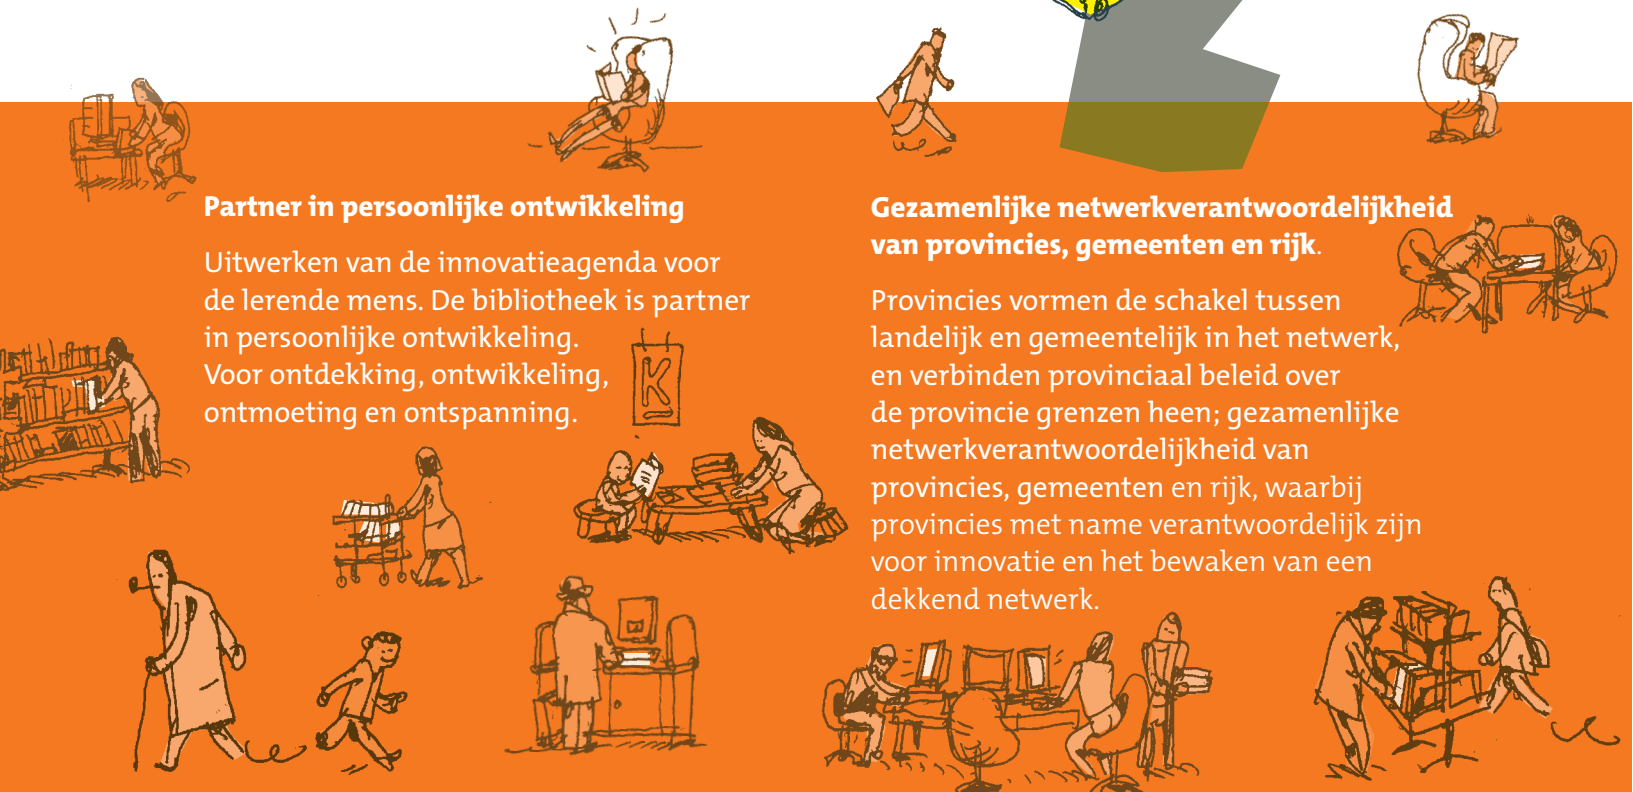 Partner in persoonlijke ontwikkeling
Uitwerken van de innovatieagenda voor
de lerende mens. De bibliotheek is partner
in persoonlijke ontwikkeling.
Voor ontdekking, ontwikkeling,
ontmoeting en ontspanning.
K
Gezamenlijke netwerkverantwoordelijkheid
van provincies, gemeenten en rijk.
Provincies vormen de schakel tussen
landelijk en gemeentelijk in het netwerk,
en verbinden provinciaal beleid over
de provincie grenzen heen; gezamenlijke
netwerkverantwoordelijkheid van
provincies, gemeenten en rijk, waarbij
provincies met name verantwoordelijk zijn
voor innovatie en het bewaken van een
dekkend netwerk.